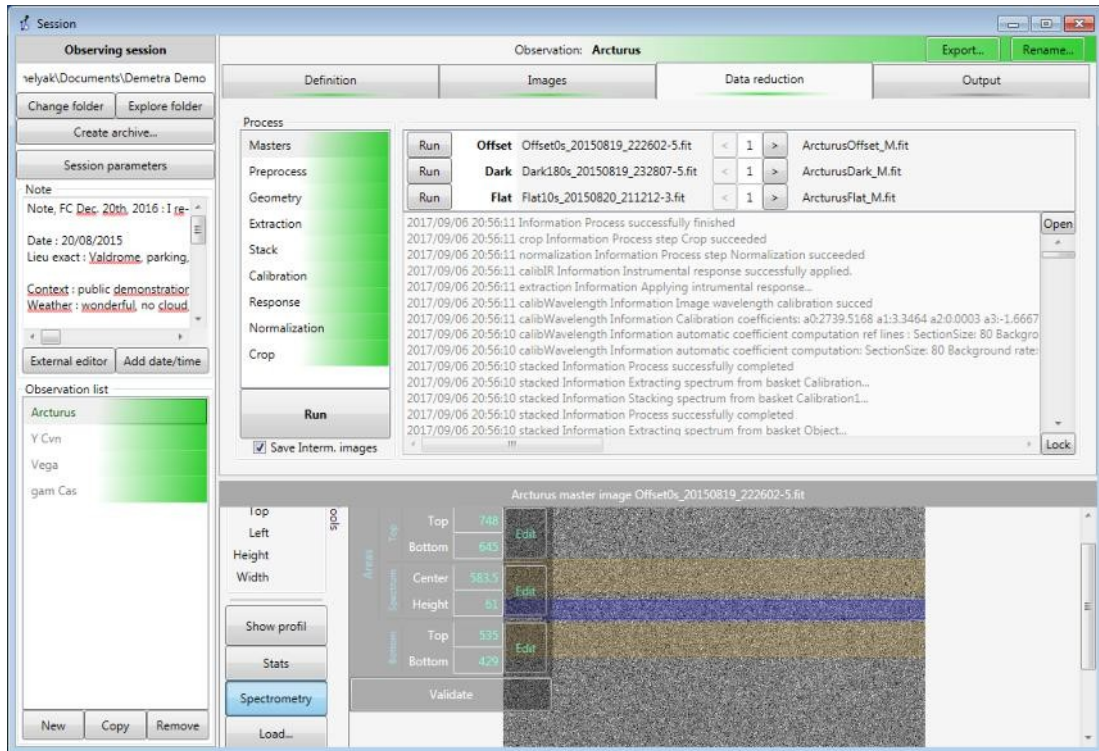 Session
Observing session
nelyak\Documents\Demetra Demo
Change folder
Explore folder
Create archive...
Session parameters
Note
Note, FC Dec. 20th, 2016 : I re-
Date : 20/08/2015
Lieu exact : Valdrome, parking,
Context : public demonstration
Weather : wonderful, no cloud,
External editor
Add date/time
Observation list
Arcturus
Y Cvn
Vega
gam Cas
New
Copy
Remove
Observation: Arcturus
Export...
Rename...
Definition
Images
Data reduction
Output
Process
Masters
Preprocess
Geometry
Extraction
Stack
Calibration
Response
Normalization
Crop
Run
Save Interm. images
Run Offset Offset0s_20150819_222602-5.fit < 1 > ArcturusOffset_M.fit
Run Dark Dark180s_20150819_232807-5.fit < 1 > ArcturusDark_M.fit
Run Flat Flat10s_20150820_211212-3.fit < 1 > ArcturusFlat_M.fit
2017/09/06 20:56:11 Information Process successfully finished
2017/09/06 20:56:11 crop Information Process step Crop succeeded
2017/09/06 20:56:11 normalization Information Process step Normalization succeeded
2017/09/06 20:56:11 calibIR Information Instrumental response successfully applied.
2017/09/06 20:56:11 extraction Information Applying intrumental response...
2017/09/06 20:56:11 calibWavelength Information Image wavelength calibration succed
2017/09/06 20:56:11 calibWavelength Information Calibration coefficients: a0:2739.5168 a1:3.3464 a2:0.0003 a3:-1.6667
2017/09/06 20:56:10 calibWavelength Information automatic coefficient computation ref lines : SectionSize: 80 Backgro
2017/09/06 20:56:10 calibWavelength Information automatic coefficient computation: SectionSize: 80 Background rate:
2017/09/06 20:56:10 stacked Information Process successfully completed
2017/09/06 20:56:10 stacked Information Extracting spectrum from basket Calibration...
2017/09/06 20:56:10 stacked Information Stacking spectrum from basket Calibration1...
2017/09/06 20:56:10 stacked Information Process successfully completed
2017/09/06 20:56:10 stacked Information Extracting spectrum from basket Object...
Open
Lock
Arcturus master image Offset0s_20150819_222602-5.fit
Top
Left
Height
Width
ools
Show profil
Stats
Spectrometry
Load...
Areas
Top
Top 748
Bottom 645
Edit
Spectrum
Center 583.5
Height 61
Edit
Bottom
Top 535
Bottom 429
Edit
Validate